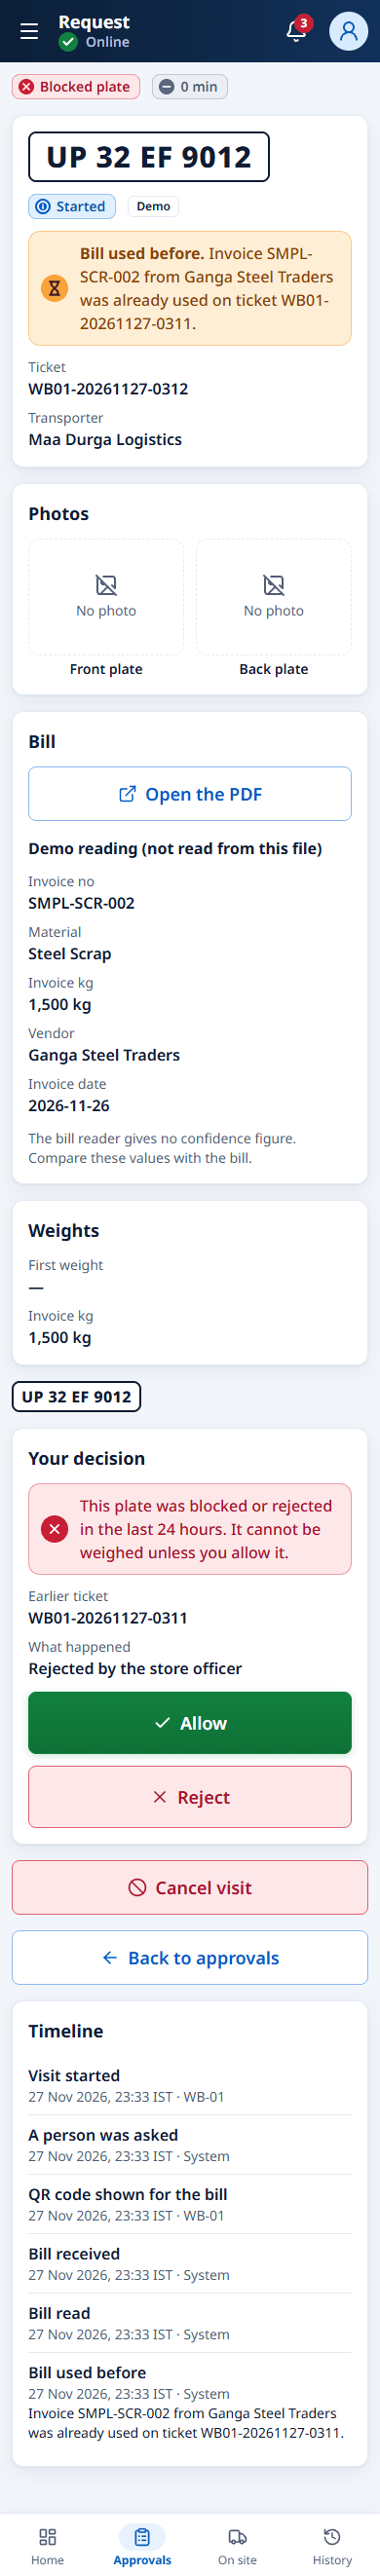 Request
3
Online
Blocked plate
0 min
UP 32 EF 9012
Started
Demo
Bill used before. Invoice SMPL-
SCR-002 from Ganga Steel Traders
was already used on ticket WB01-
20261127-0311.
Ticket
WB01-20261127-0312
Transporter
Maa Durga Logistics
Photos
No photo
No photo
Front plate
Back plate
Bill
Open the PDF
Demo reading (not read from this file)
Invoice no
SMPL-SCR-002
Material
Steel Scrap
Invoice kg
1,500 kg
Vendor
Ganga Steel Traders
Invoice date
2026-11-26
The bill reader gives no confidence figure.
Compare these values with the bill.
Weights
First weight
—
Invoice kg
1,500 kg
UP 32 EF 9012
Your decision
This plate was blocked or rejected
in the last 24 hours. It cannot be
weighed unless you allow it.
Earlier ticket
WB01-20261127-0311
What happened
Rejected by the store officer
Allow
Reject
Cancel visit
Back to approvals
Timeline
Visit started
27 Nov 2026, 23:33 IST · WB-01
A person was asked
27 Nov 2026, 23:33 IST · System
QR code shown for the bill
27 Nov 2026, 23:33 IST · WB-01
Bill received
27 Nov 2026, 23:33 IST · System
Bill read
27 Nov 2026, 23:33 IST · System
Bill used before
27 Nov 2026, 23:33 IST · System
Invoice SMPL-SCR-002 from Ganga Steel Traders
was already used on ticket WB01-20261127-0311.
Home
Approvals
On site
History